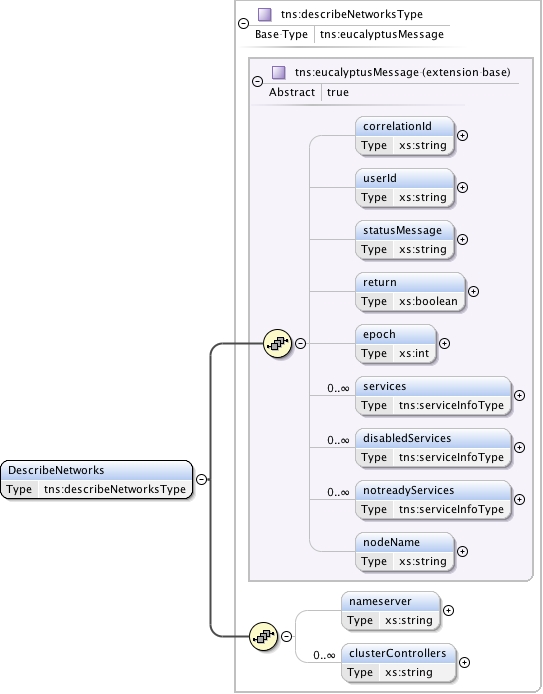 tns:describeNetworksType
Base Type tns:eucalyptusMessage
tns:eucalyptusMessage (extension base)
Abstract true
correlationId
Type xs:string
userId
Type xs:string
statusMessage
Type xs:string
return
Type xs:boolean
epoch
Type xs:int
0..∞ services
Type tns:serviceInfoType
0..∞ disabledServices
Type tns:serviceInfoType
DescribeNetworks
Type tns:describeNetworksType
0..∞ notreadyServices
Type tns:serviceInfoType
nodeName
Type xs:string
nameserver
Type xs:string
0..∞ clusterControllers
Type xs:string